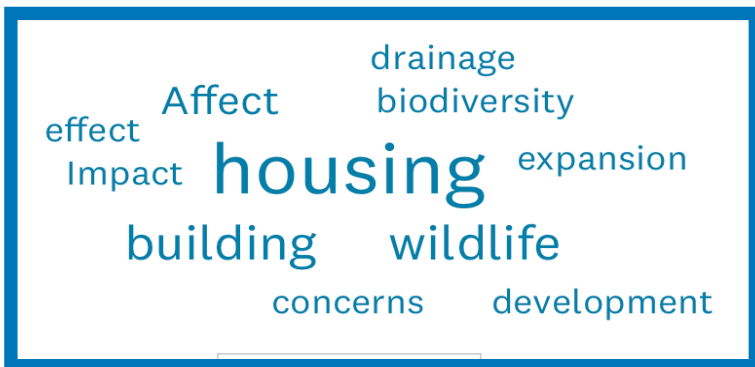 drainage
Affect biodiversity
effect
Impact housing expansion
building wildlife
concerns development